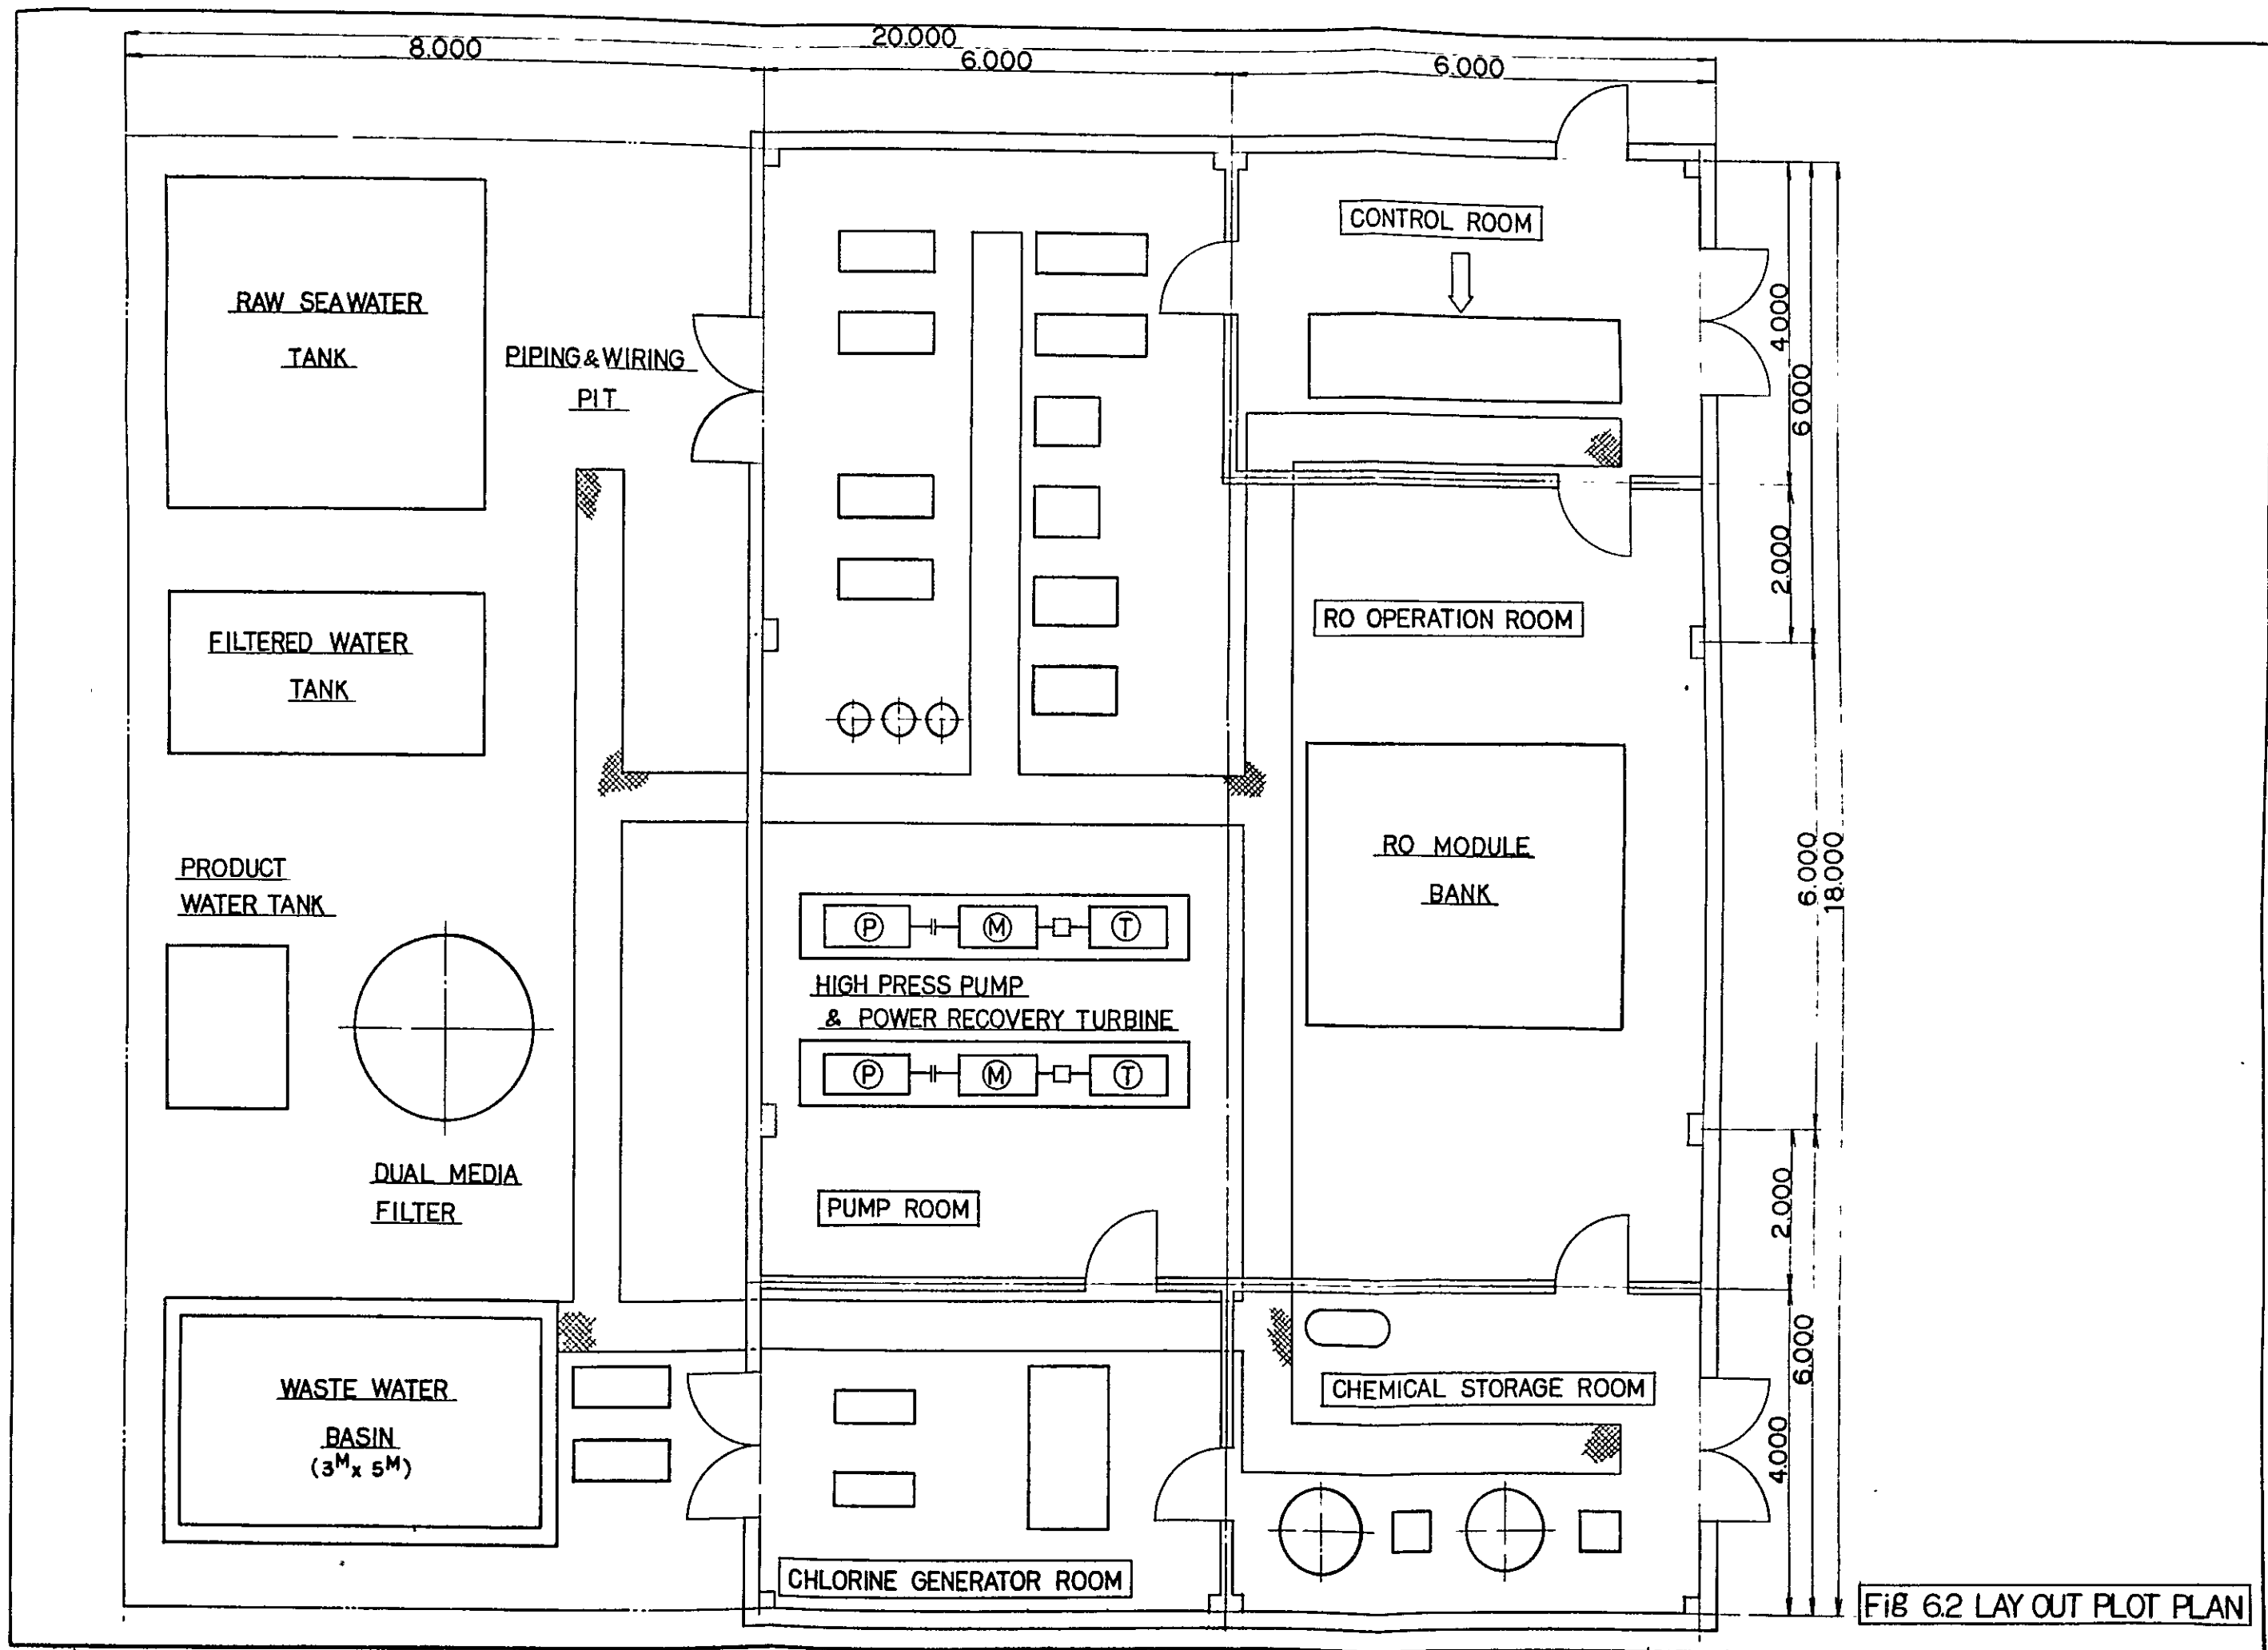 20.000
8.000
6.000
6.000
CONTROL ROOM
RAW SEAWATER
TANK
PIPING & WIRING
PIT
4.000
6.000
2.000
RO OPERATION ROOM
FILTERED WATER
TANK
RO MODULE
BANK
6.000
18.000
PRODUCT
WATER TANK
P M T
HIGH PRESS PUMP
& POWER RECOVERY TURBINE
P M T
DUAL MEDIA
FILTER
PUMP ROOM
2.000
6.000
4.000
WASTE WATER
BASIN
(3M x 5M)
CHEMICAL STORAGE ROOM
CHLORINE GENERATOR ROOM
Fig 6.2 LAY OUT PLOT PLAN